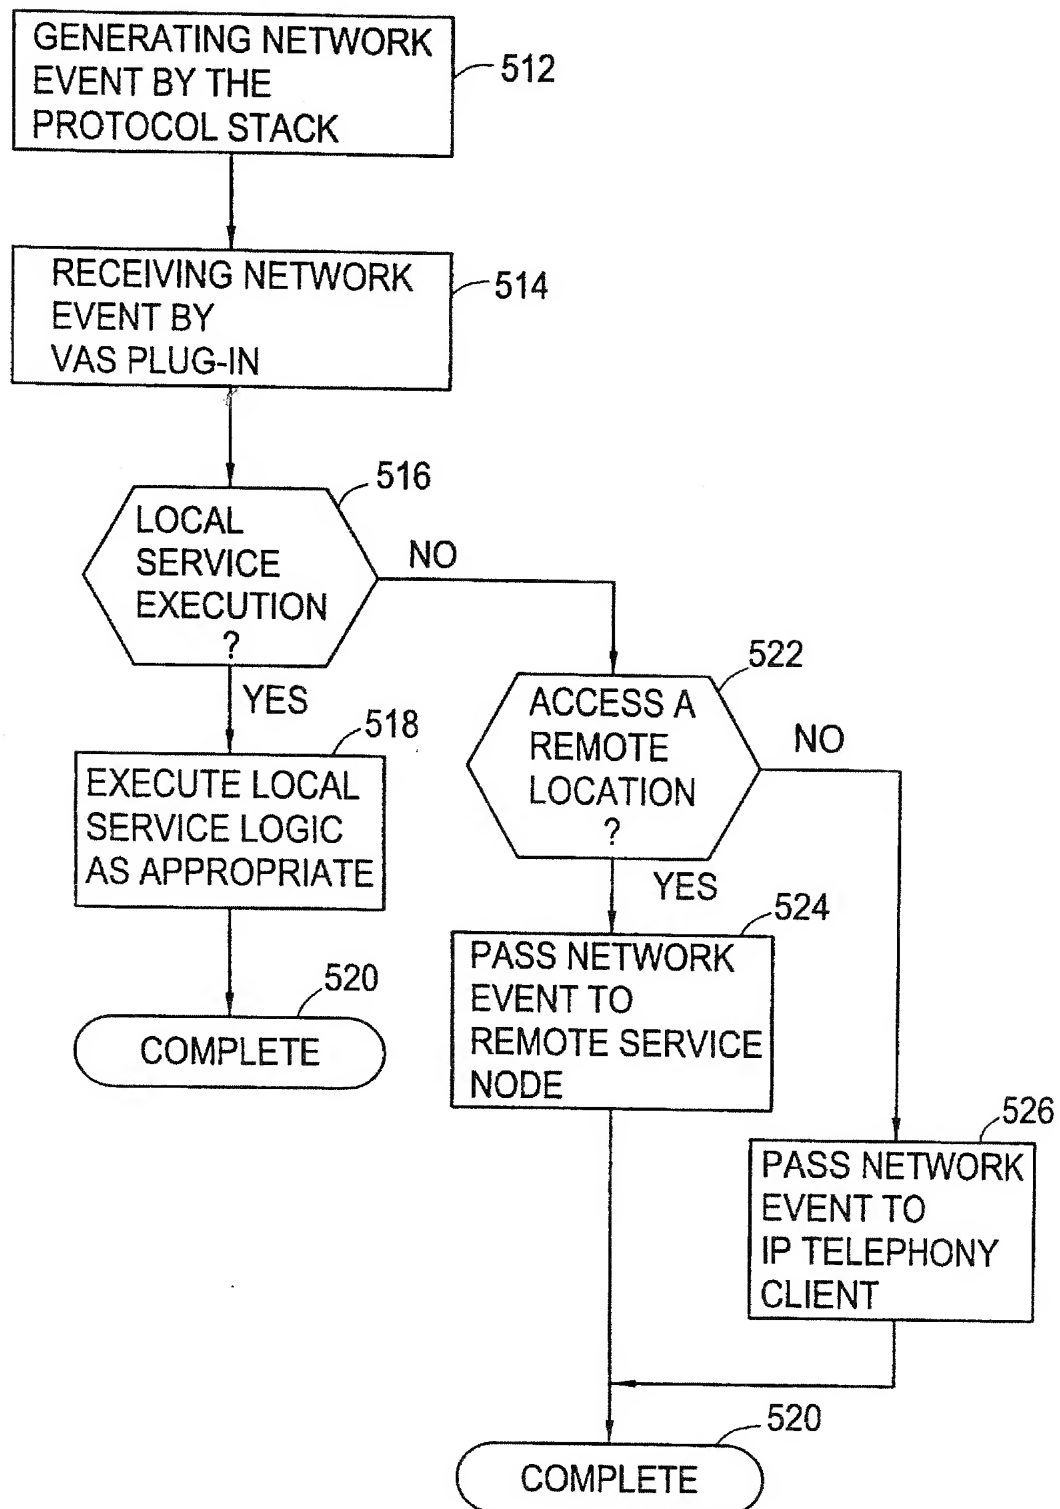 GENERATING NETWORK
EVENT BY THE
PROTOCOL STACK
512
RECEIVING NETWORK
EVENT BY
VAS PLUG-IN
514
516
LOCAL
SERVICE
EXECUTION
?
NO
YES
522
ACCESS A
REMOTE
LOCATION
?
NO
YES
518
EXECUTE LOCAL
SERVICE LOGIC
AS APPROPRIATE
520
COMPLETE
524
PASS NETWORK
EVENT TO
REMOTE SERVICE
NODE
526
PASS NETWORK
EVENT TO
IP TELEPHONY
CLIENT
520
COMPLETE